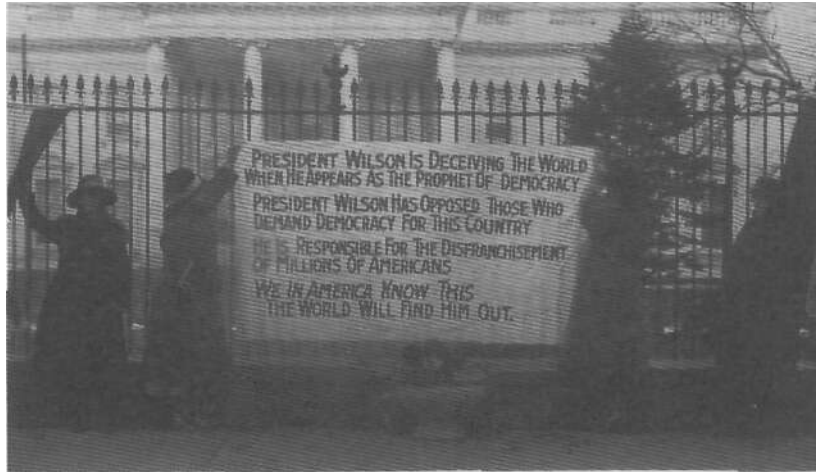 PRESIDENT WILSON IS DECEIVING THE WORLD
WHEN HE APPEARS AS THE PROPHET OF DEMOCRACY
PRESIDENT WILSON HAS OPPOSED THOSE WHO
DEMAND DEMOCRACY FOR THIS COUNTRY
HE IS RESPONSIBLE FOR THE DISFRANCHISEMENT
OF MILLIONS OF AMERICANS
WE IN AMERICA KNOW THIS
THE WORLD WILL FIND HIM OUT.